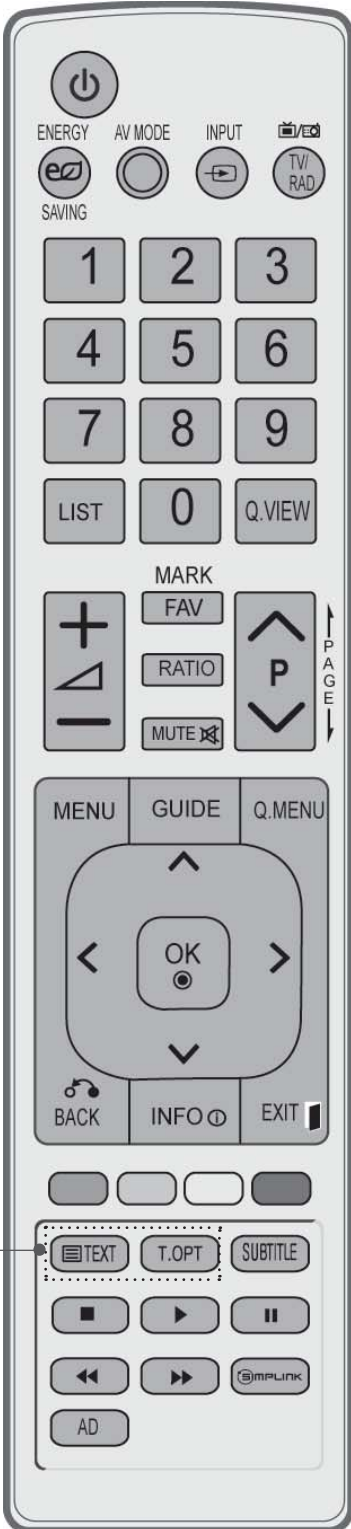 ENERGY AV MODE INPUT
TV/
RAD
SAVING
1 2 3
4 5 6
7 8 9
LIST 0 Q.VIEW
MARK
FAV
RATIO
P
PAGE
MUTE
MENU GUIDE Q.MENU
OK
BACK INFO EXIT
TEXT T.OPT SUBTITLE
SIMPLINK
AD